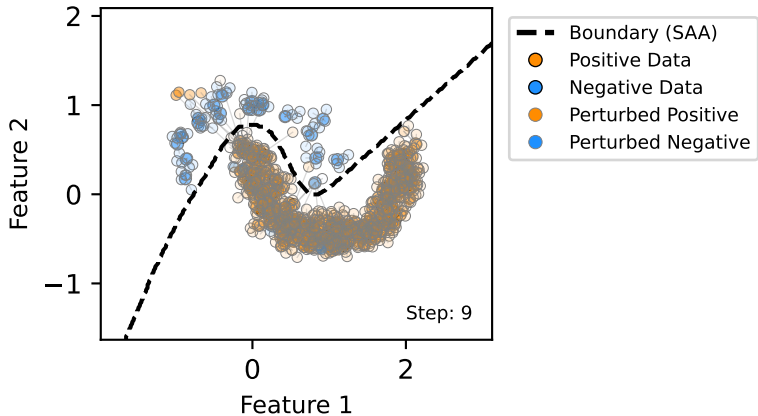 2
1
0
−1
Feature 2
0 2
Feature 1
Step: 9
Boundary (SAA)
Positive Data
Negative Data
Perturbed Positive
Perturbed Negative